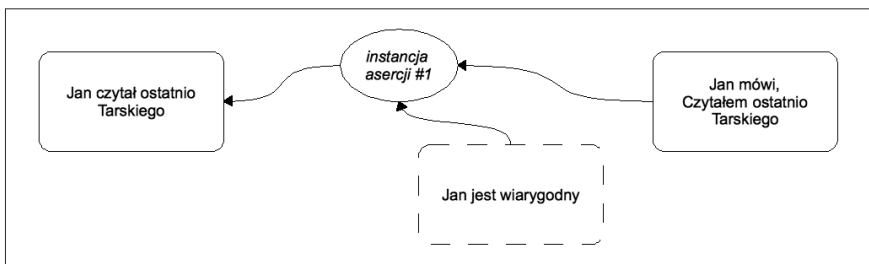 Jan czytał ostatnio
Tarskiego
instancja
asercji #1
Jan mówi,
Czytałem ostatnio
Tarskiego
Jan jest wiarygodny